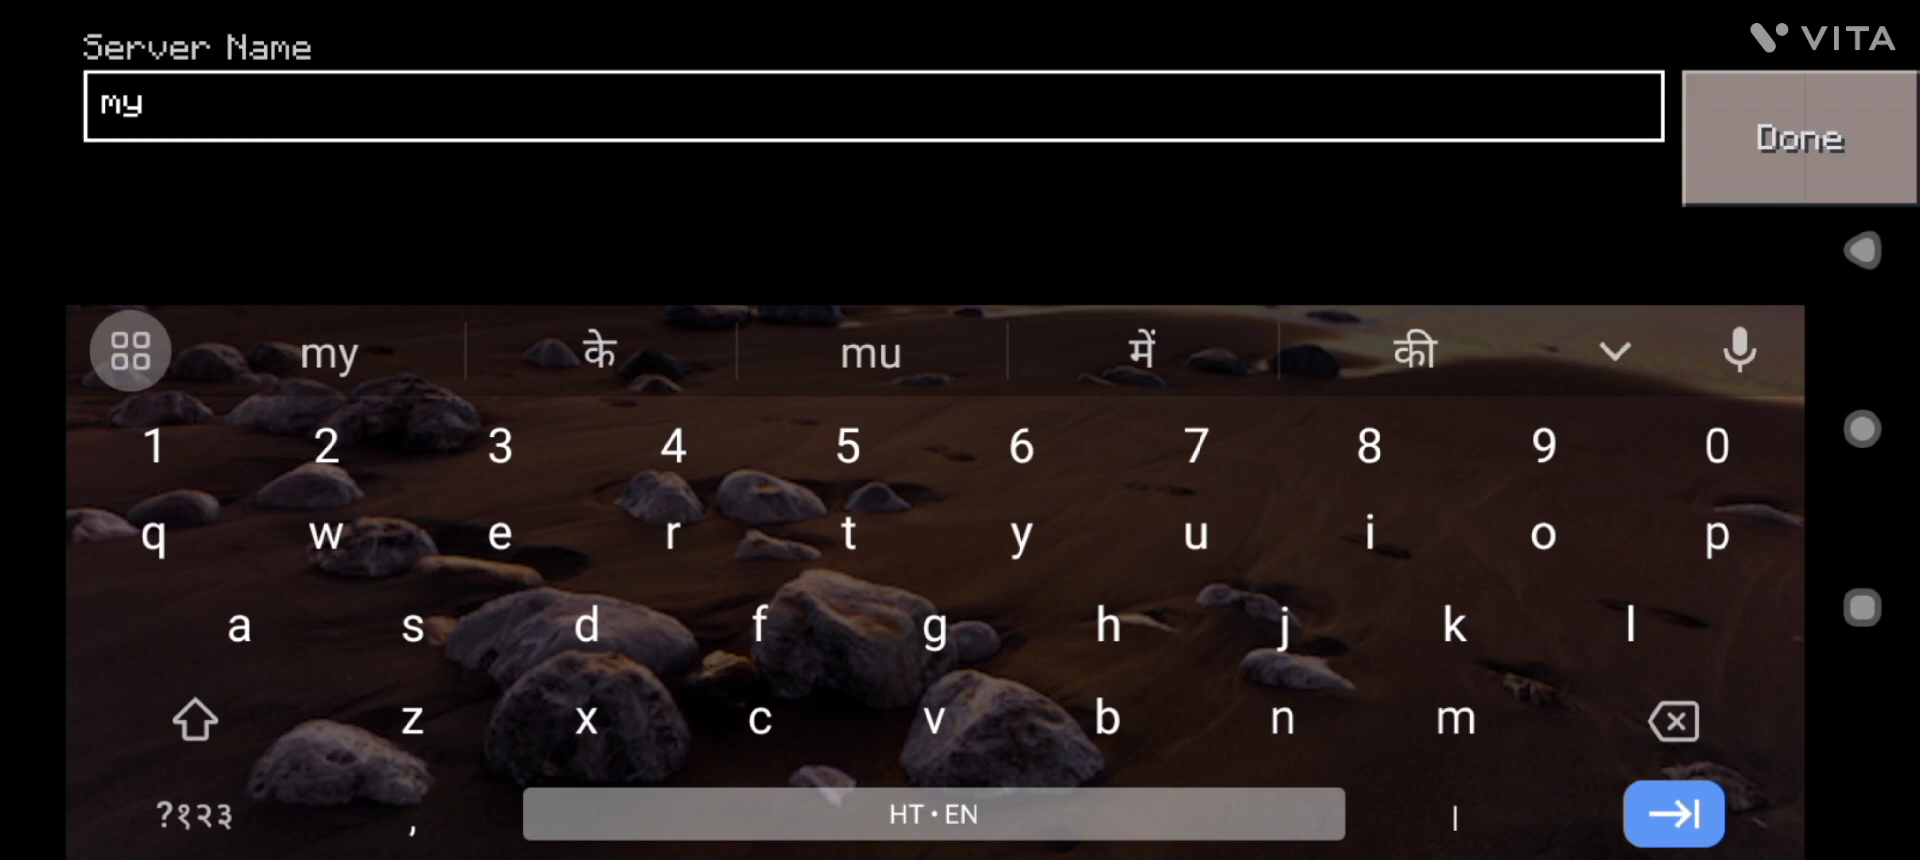 Server Name
VITA
my
Done
my के mu में की
1 2 3 4 5 6 7 8 9 0
q w e r t y u i o p
a s d f g h j k l
z x c v b n m
?१२३ , HT • EN |